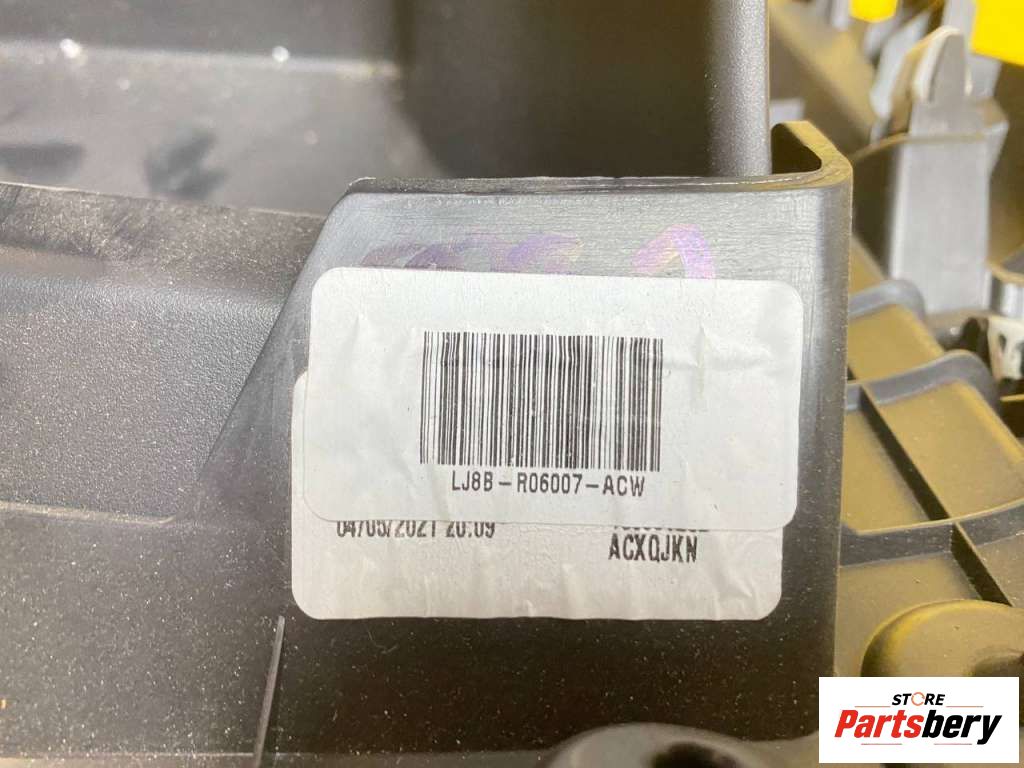 LJ8B-R06007-ACW
04/05/2021 20:09
ACXQJKN
STORE
Partsbery